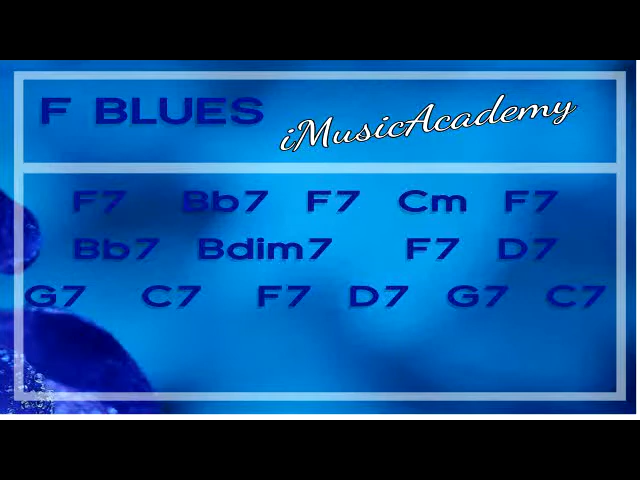 F BLUES iMusicAcademy
F7 Bb7 F7 Cm F7
Bb7 Bdim7 F7 D7
G7 C7 F7 D7 G7 C7